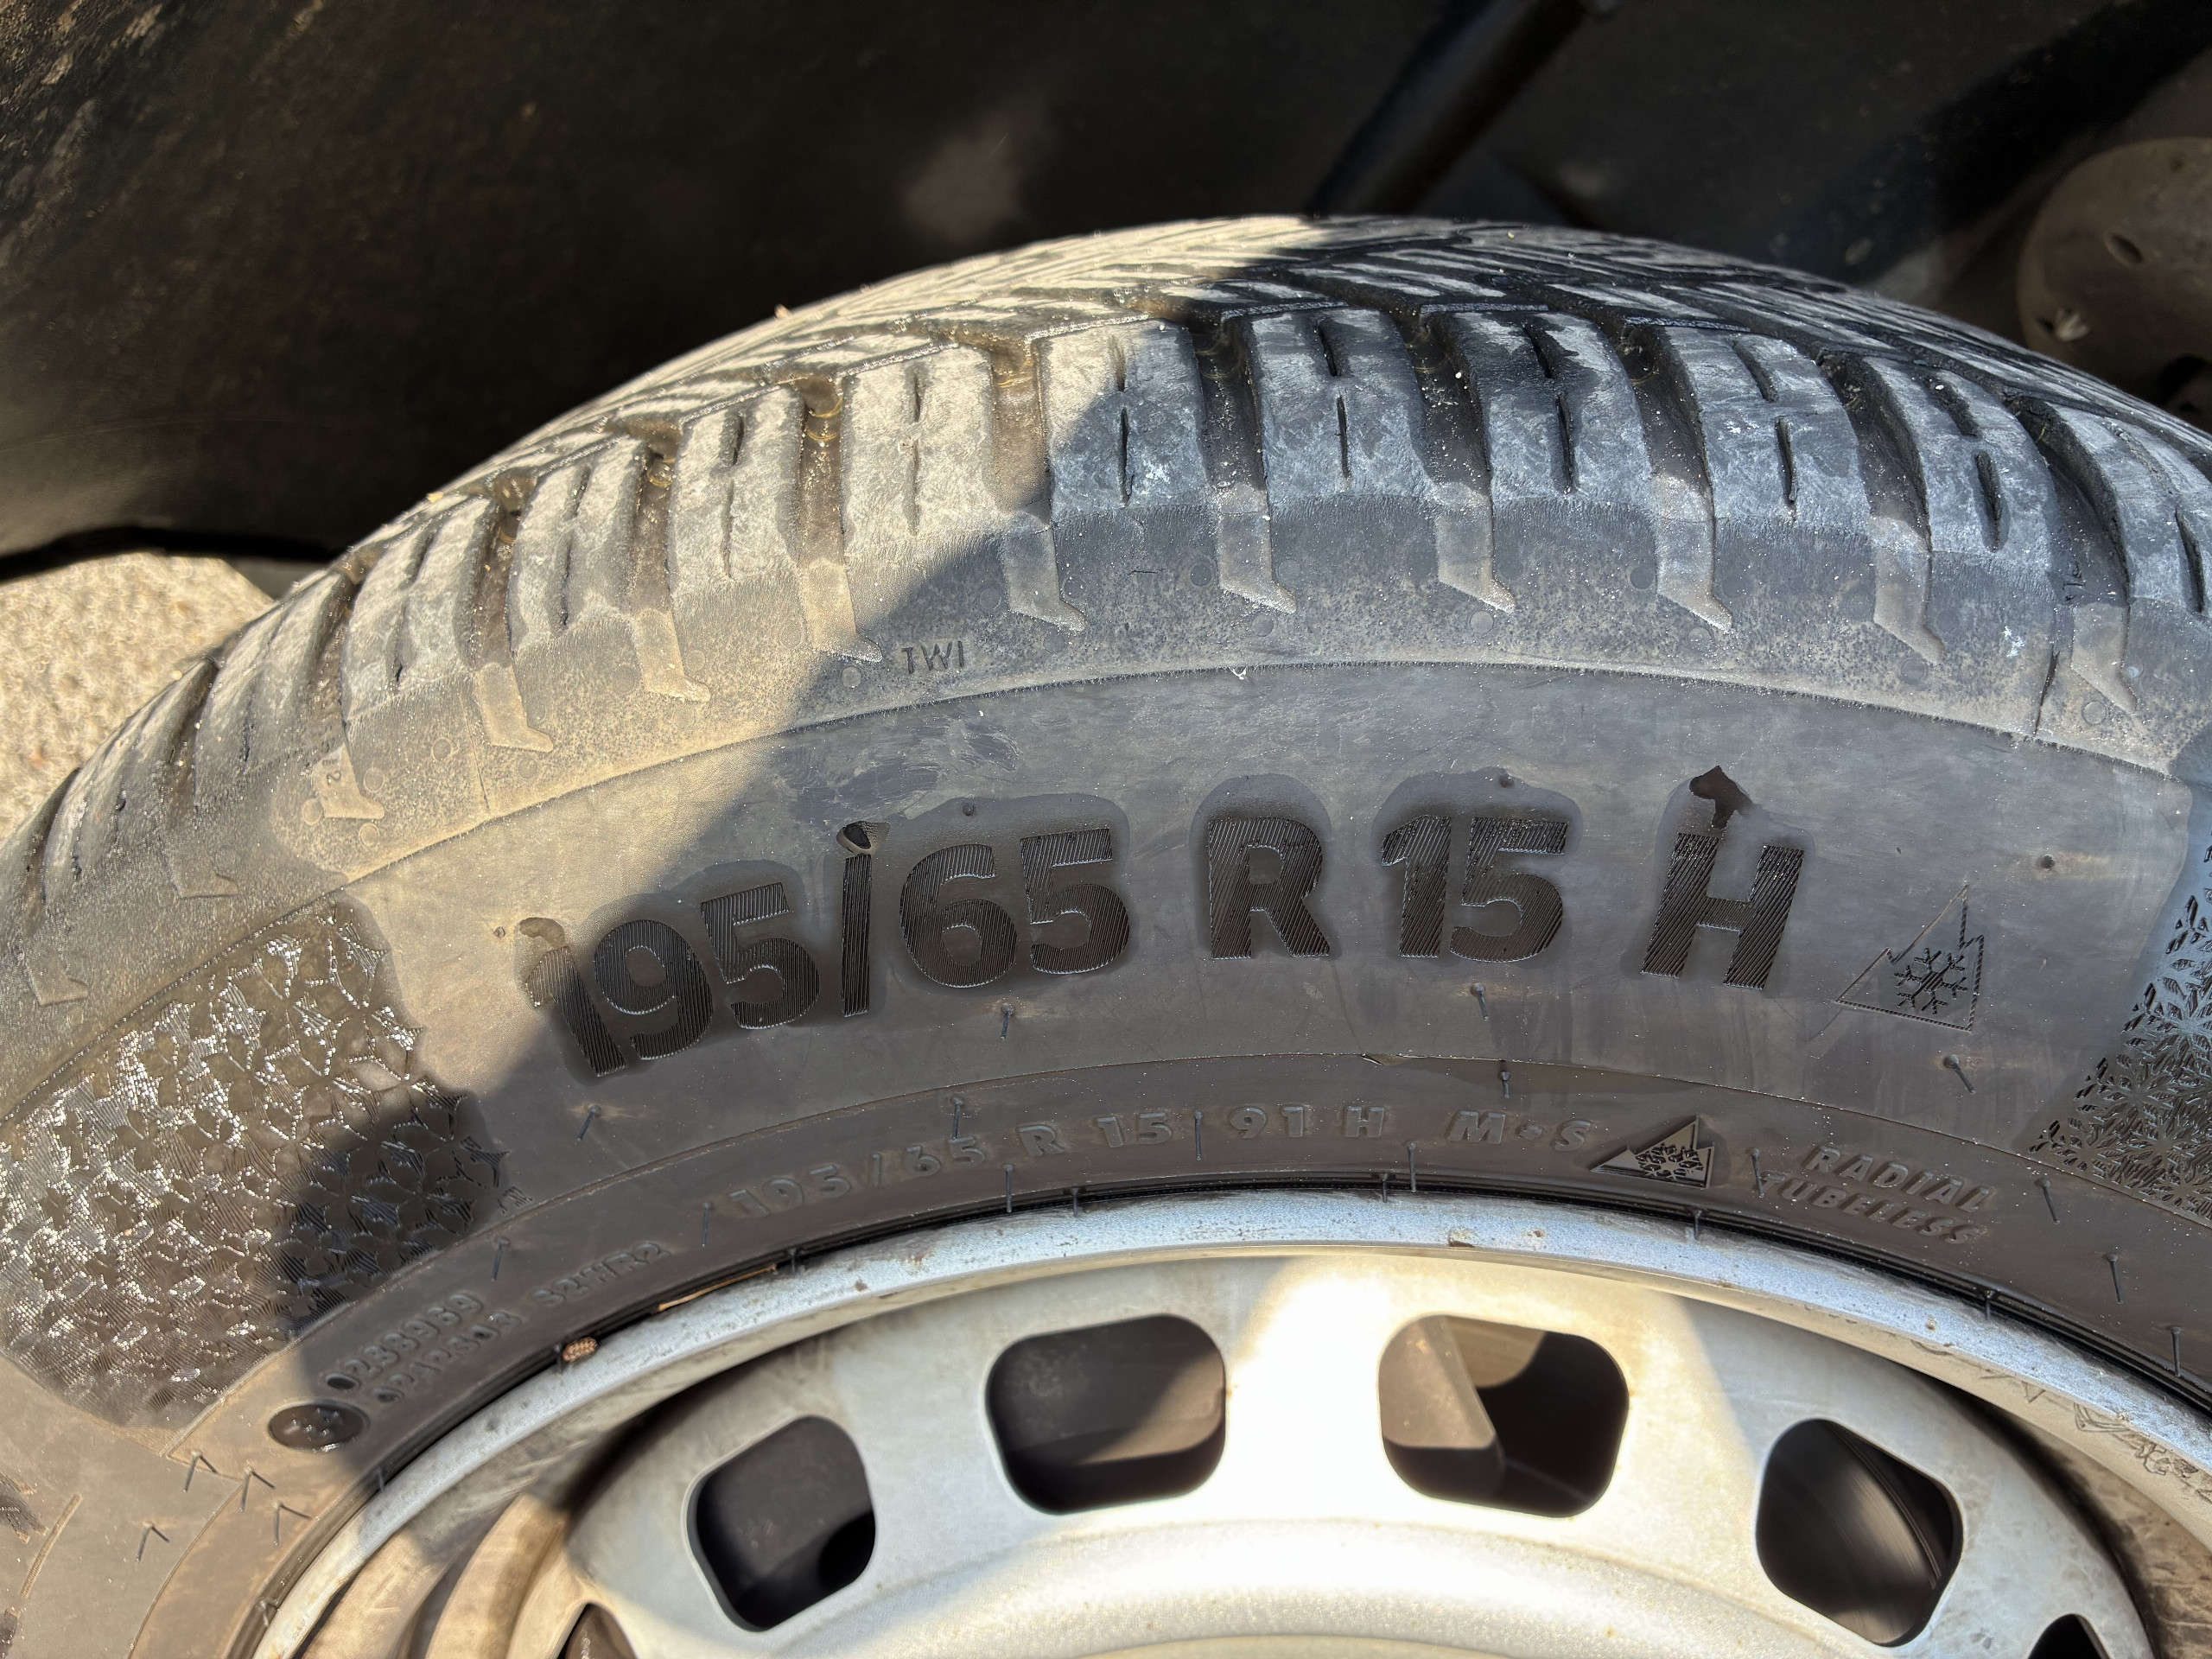 TWI
195/65 R 15 H
195/65 R 15 91 H M+S
RADIAL
TUBELESS